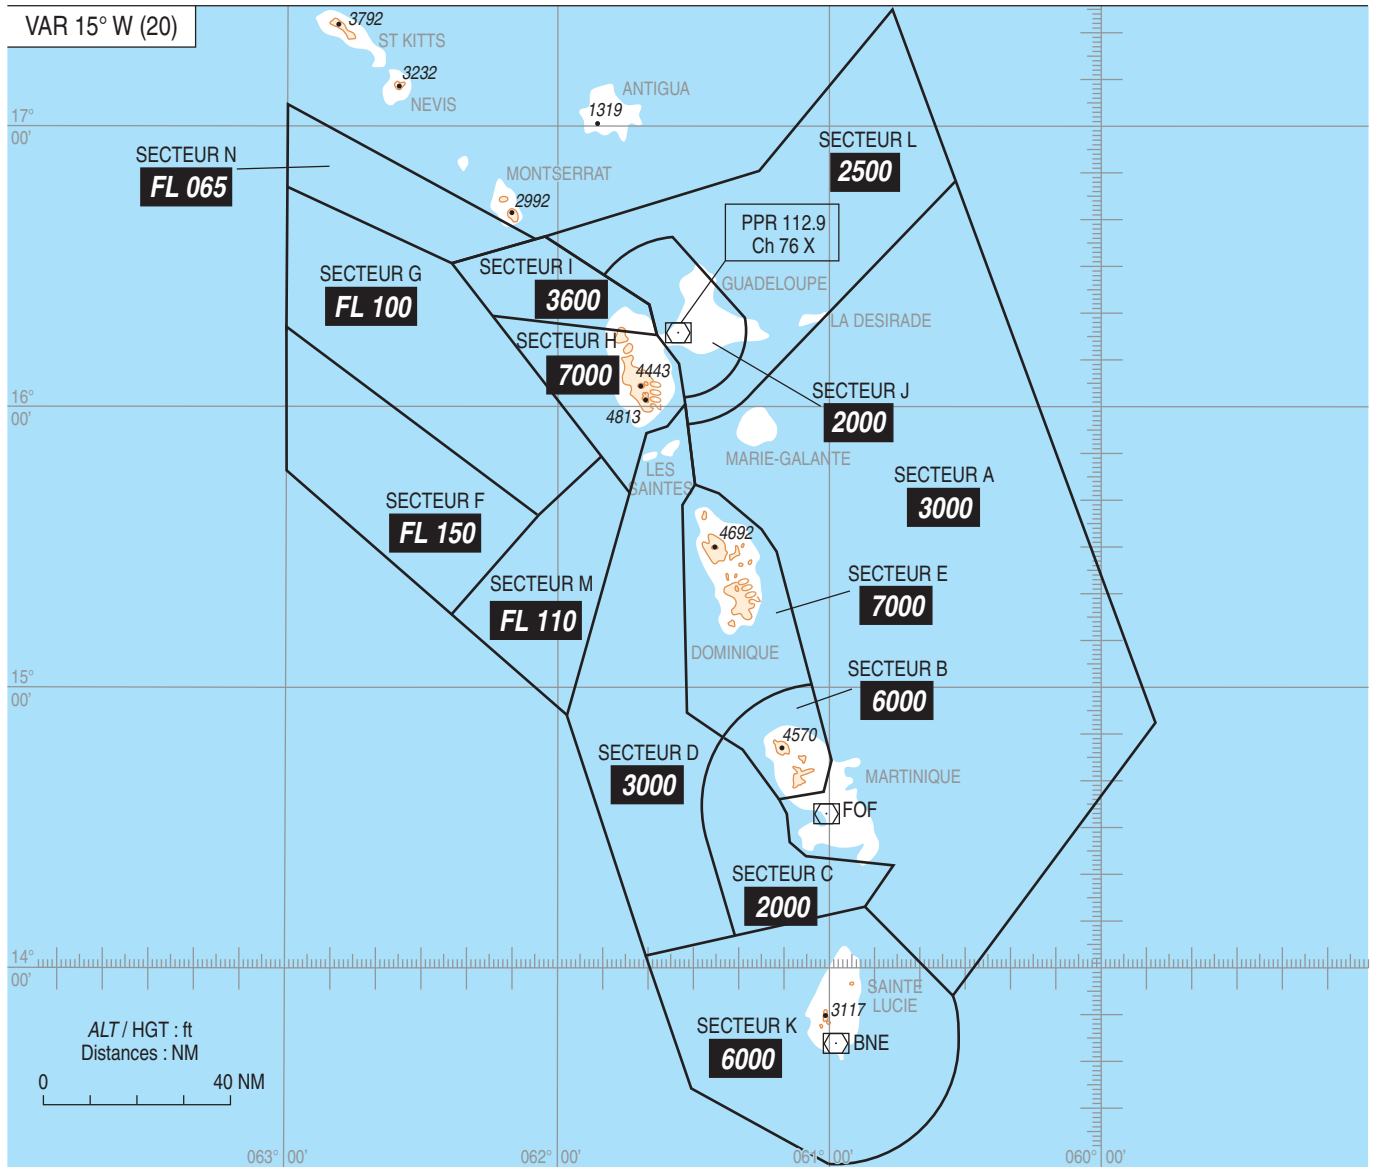 VAR 15° W (20)
3792
ST KITTS
3232
NEVIS
ANTIGUA
1319
17°
00'
SECTEUR N
FL 065
SECTEUR L
2500
MONTSERRAT
2992
PPR 112.9
Ch 76 X
SECTEUR G
FL 100
SECTEUR I
3600
GUADELOUPE
LA DESIRADE
SECTEUR H
7000
4443
4813
SECTEUR J
2000
16°
00'
MARIE-GALANTE
LES
SAINTES
SECTEUR A
3000
SECTEUR F
FL 150
4692
SECTEUR M
FL 110
SECTEUR E
7000
DOMINIQUE
15°
00'
SECTEUR B
6000
4570
SECTEUR D
3000
MARTINIQUE
FOF
SECTEUR C
2000
14°
00'
SAINTE
LUCIE
3117
BNE
SECTEUR K
6000
ALT / HGT : ft
Distances : NM
0
40 NM
063° 00'
062° 00'
061° 00'
060° 00'